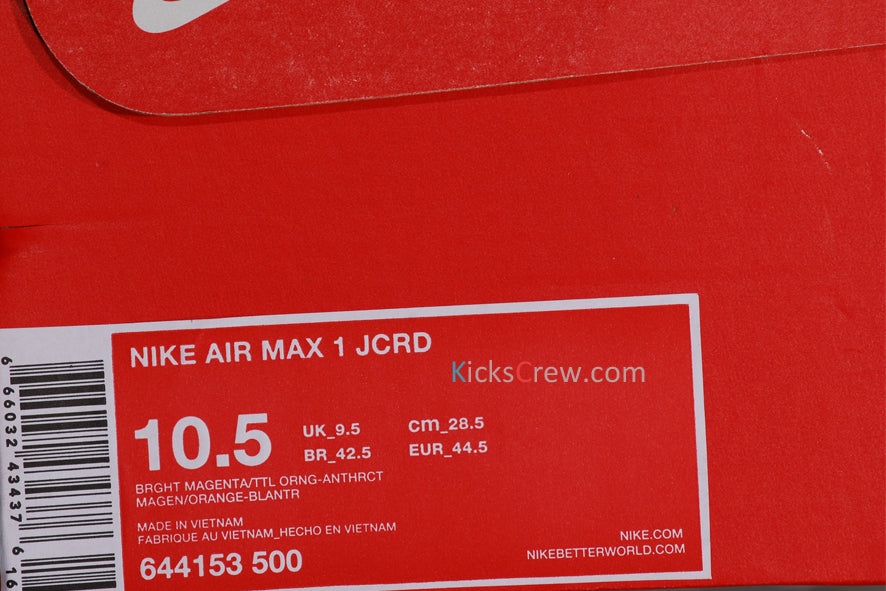 NIKE AIR MAX 1 JCRD
KicksCrew.com
10.5
UK_9.5 cm_28.5
BR_42.5 EUR_44.5
BRGHT MAGENTA/TTL ORNG-ANTHRCT
MAGEN/ORANGE-BLANTR
MADE IN VIETNAM
FABRIQUE AU VIETNAM_HECHO EN VIETNAM
644153 500
NIKE.COM
NIKEBETTERWORLD.COM
6 66032 43437 6 16